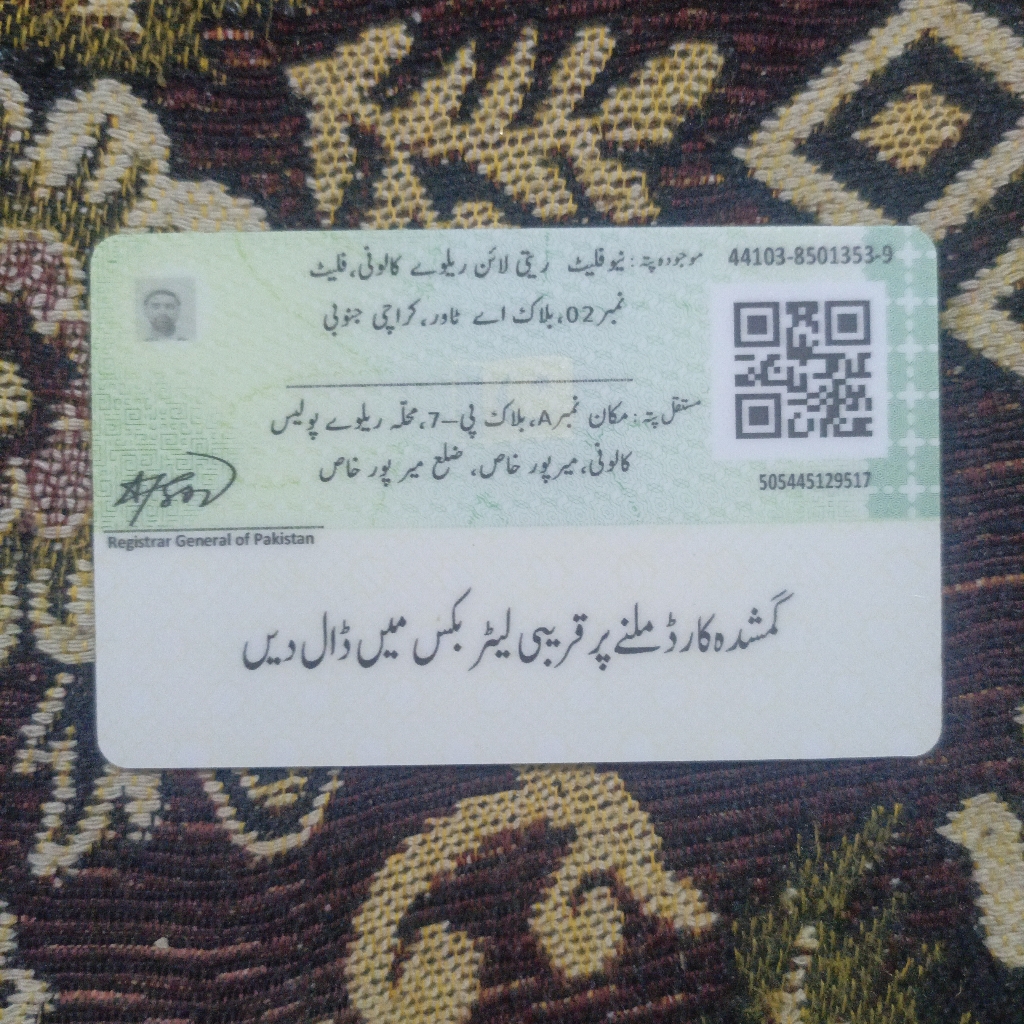 موجودہ پتہ: نیو فلیٹ ریتی لائن ریلوے کالونی، فلیٹ
44103-8501353-9
نمبر 02، بلاک اے ٹاور، کراچی جنوبی
مستقل پتہ: مکان نمبر A، بلاک پی-7، محلہ ریلوے پولیس
کالونی، میر پور خاص، ضلع میر پور خاص
505445129517
Registrar General of Pakistan
گمشدہ کارڈ ملنے پر قریبی لیٹر بکس میں ڈال دیں